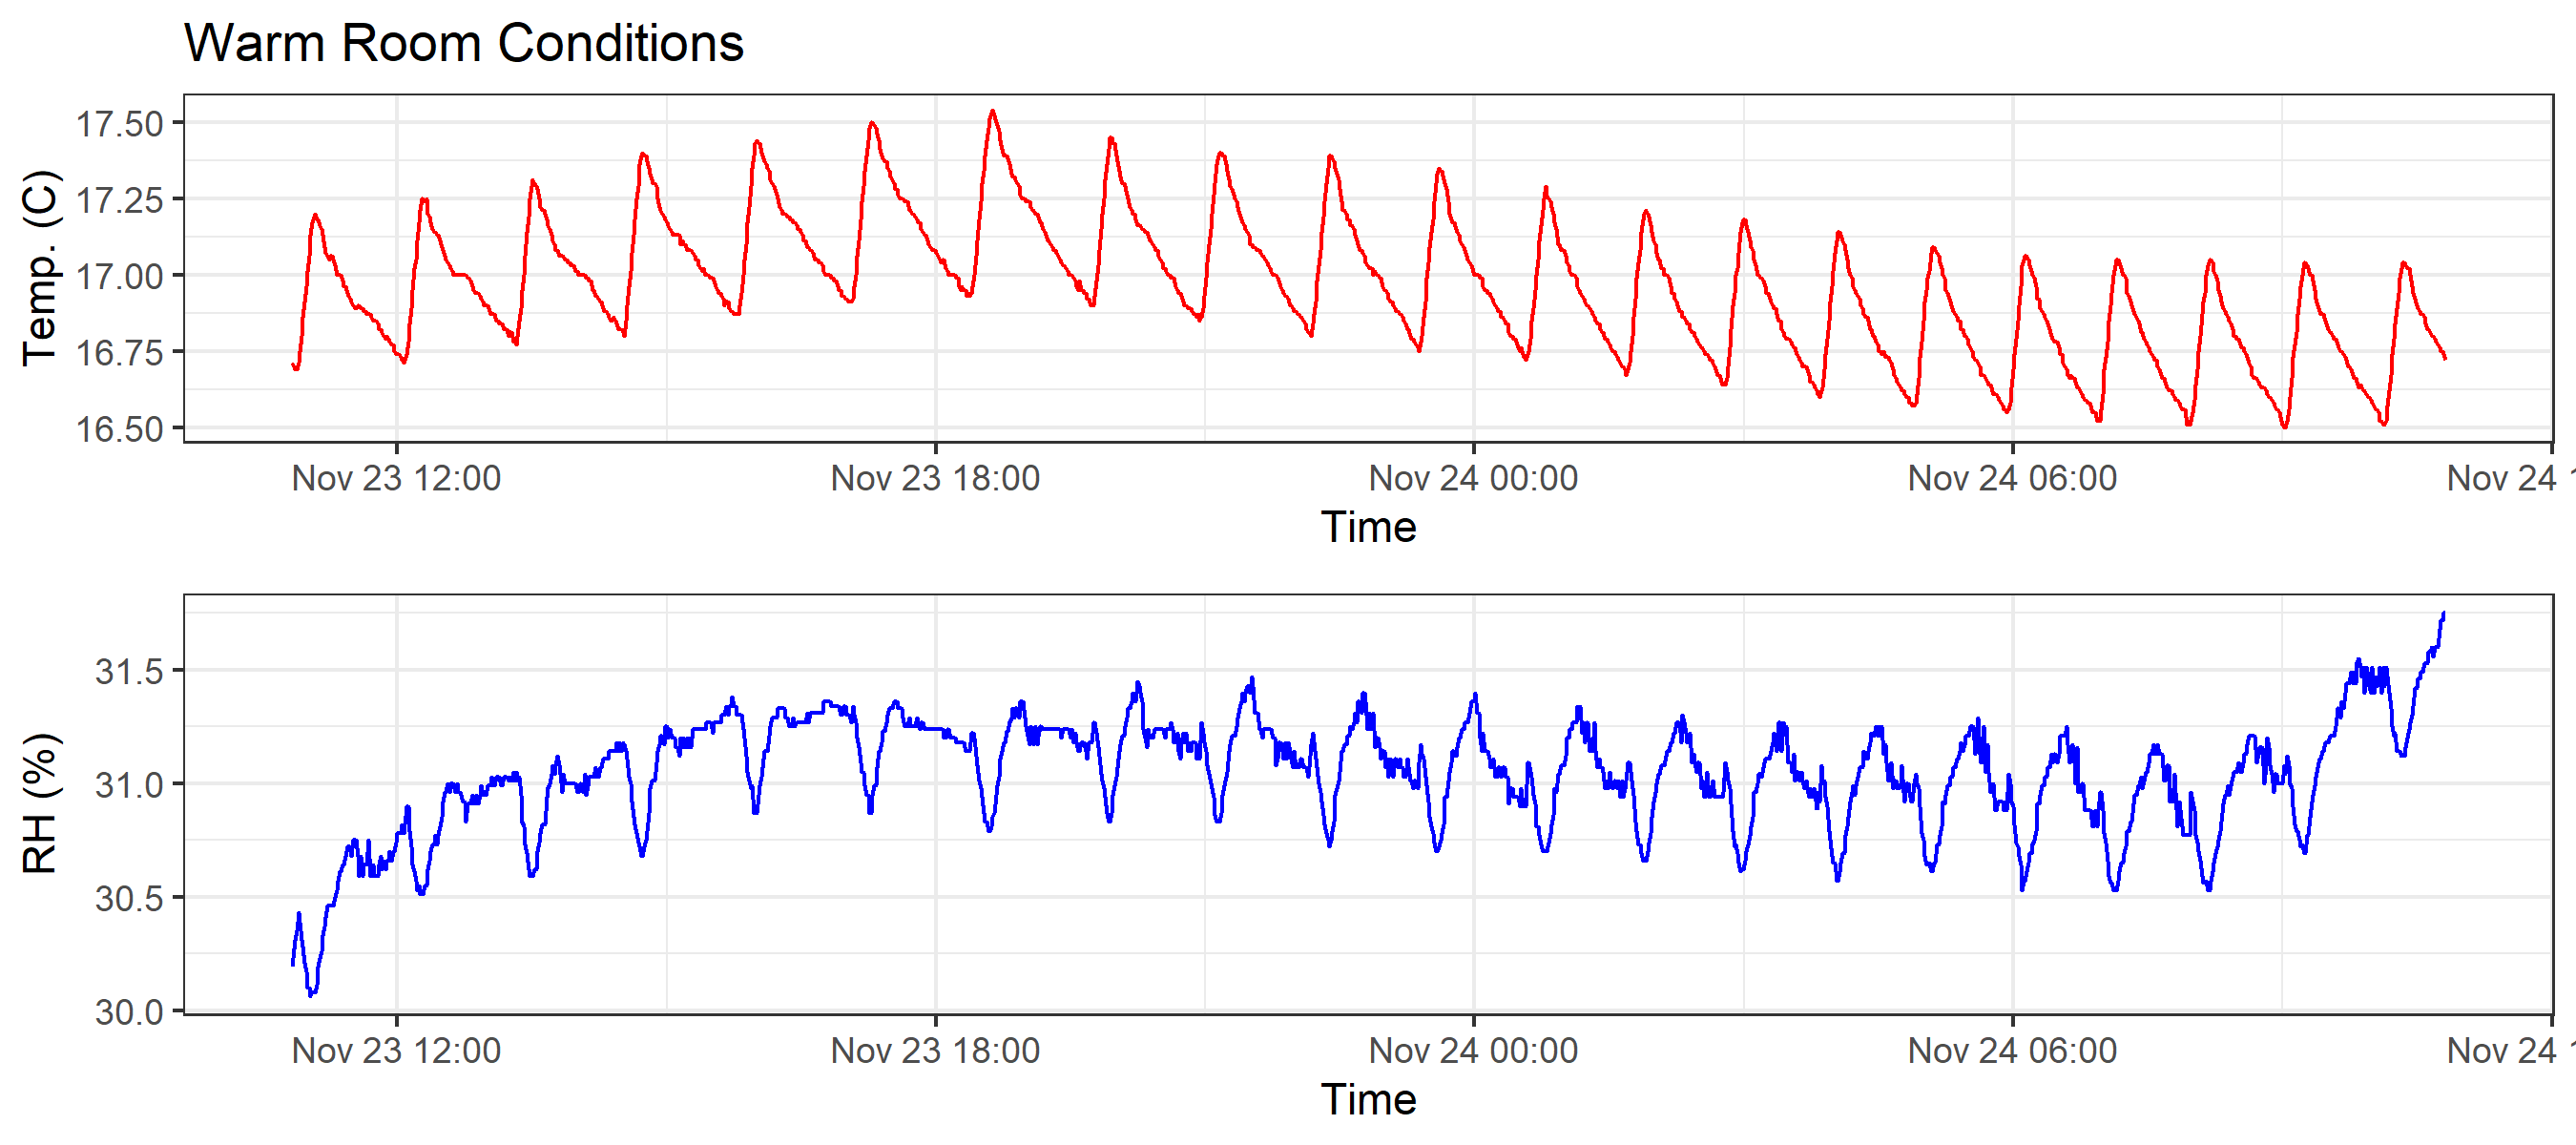 Warm Room Conditions
Temp. (C)
17.50
17.25
17.00
16.75
16.50
Nov 23 12:00 Nov 23 18:00 Nov 24 00:00 Nov 24 06:00 Nov 24
Time
RH (%)
31.5
31.0
30.5
30.0
Nov 23 12:00 Nov 23 18:00 Nov 24 00:00 Nov 24 06:00 Nov 24
Time